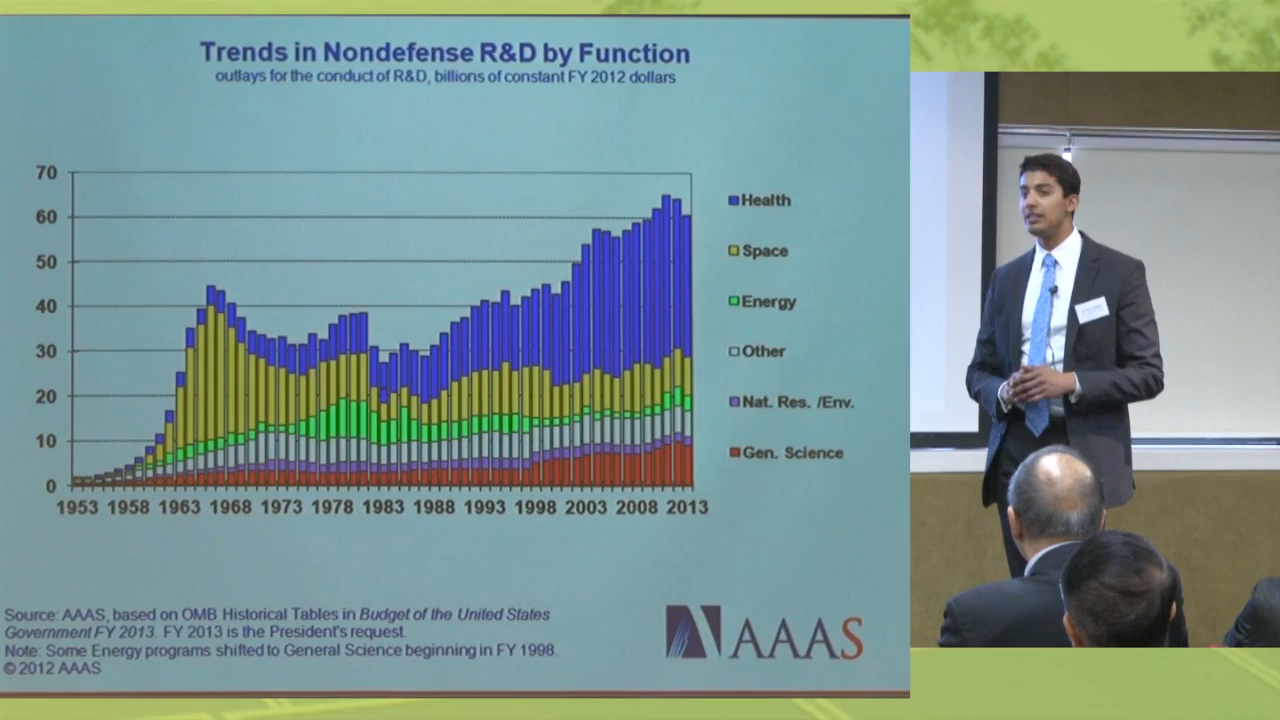 Trends in Nondefense R&D by Function
outlays for the conduct of R&D, billions of constant FY 2012 dollars
70
60
50
40
30
20
10
0
1953 1958 1963 1968 1973 1978 1983 1988 1993 1998 2003 2008 2013
Health
Space
Energy
Other
Nat. Res. /Env.
Gen. Science
Source: AAAS, based on OMB Historical Tables in Budget of the United States
Government FY 2013. FY 2013 is the President's request.
Note: Some Energy programs shifted to General Science beginning in FY 1998.
© 2012 AAAS
AAAS